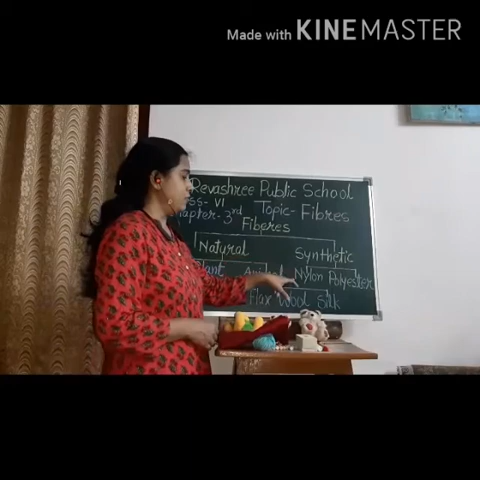 Made with KINEMASTER
Revashree Public School
ss- VI Topic- Fibres
apter- 3rd
Fiberes
Natural Synthetic
Plant Nylon Polyester
Flax Wool Silk